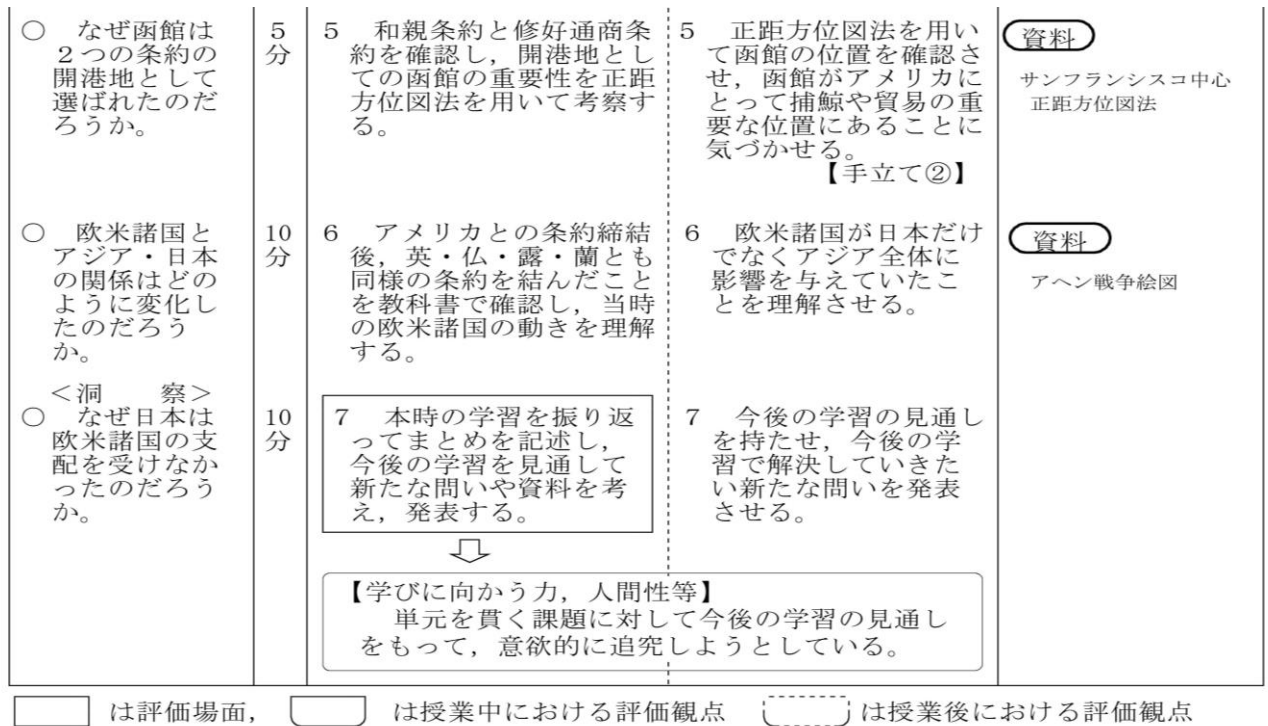 ○　なぜ函館は
２つの条約の
開港地として
選ばれたのだ
ろうか。
5
分
5　和親条約と修好通商条
約を確認し，開港地とし
ての函館の重要性を正距
方位図法を用いて考察す
る。
5　正距方位図法を用い
て函館の位置を確認さ
せ，函館がアメリカに
とって捕鯨や貿易の重
要な位置にあることに
気づかせる。
【手立て②】
資料
サンフランシスコ中心
正距方位図法
○　欧米諸国と
アジア・日本
の関係はどの
ように変化し
たのだろう
か。
10
分
6　アメリカとの条約締結
後，英・仏・露・蘭とも
同様の条約を結んだこと
を教科書で確認し，当時
の欧米諸国の動きを理解
する。
6　欧米諸国が日本だけ
でなくアジア全体に
影響を与えていたこ
とを理解させる。
資料
アヘン戦争絵図
＜洞　　察＞
○　なぜ日本は
欧米諸国の支
配を受けなか
ったのだろう
か。
10
分
7　本時の学習を振り返
ってまとめを記述し，
今後の学習を見通して
新たな問いや資料を考
え，発表する。
7　今後の学習の見通し
を持たせ，今後の学
習で解決していきた
い新たな問いを発表
させる。
【学びに向かう力，人間性等】
単元を貫く課題に対して今後の学習の見通し
をもって，意欲的に追究しようとしている。
は評価場面，　は授業中における評価観点　は授業後における評価観点